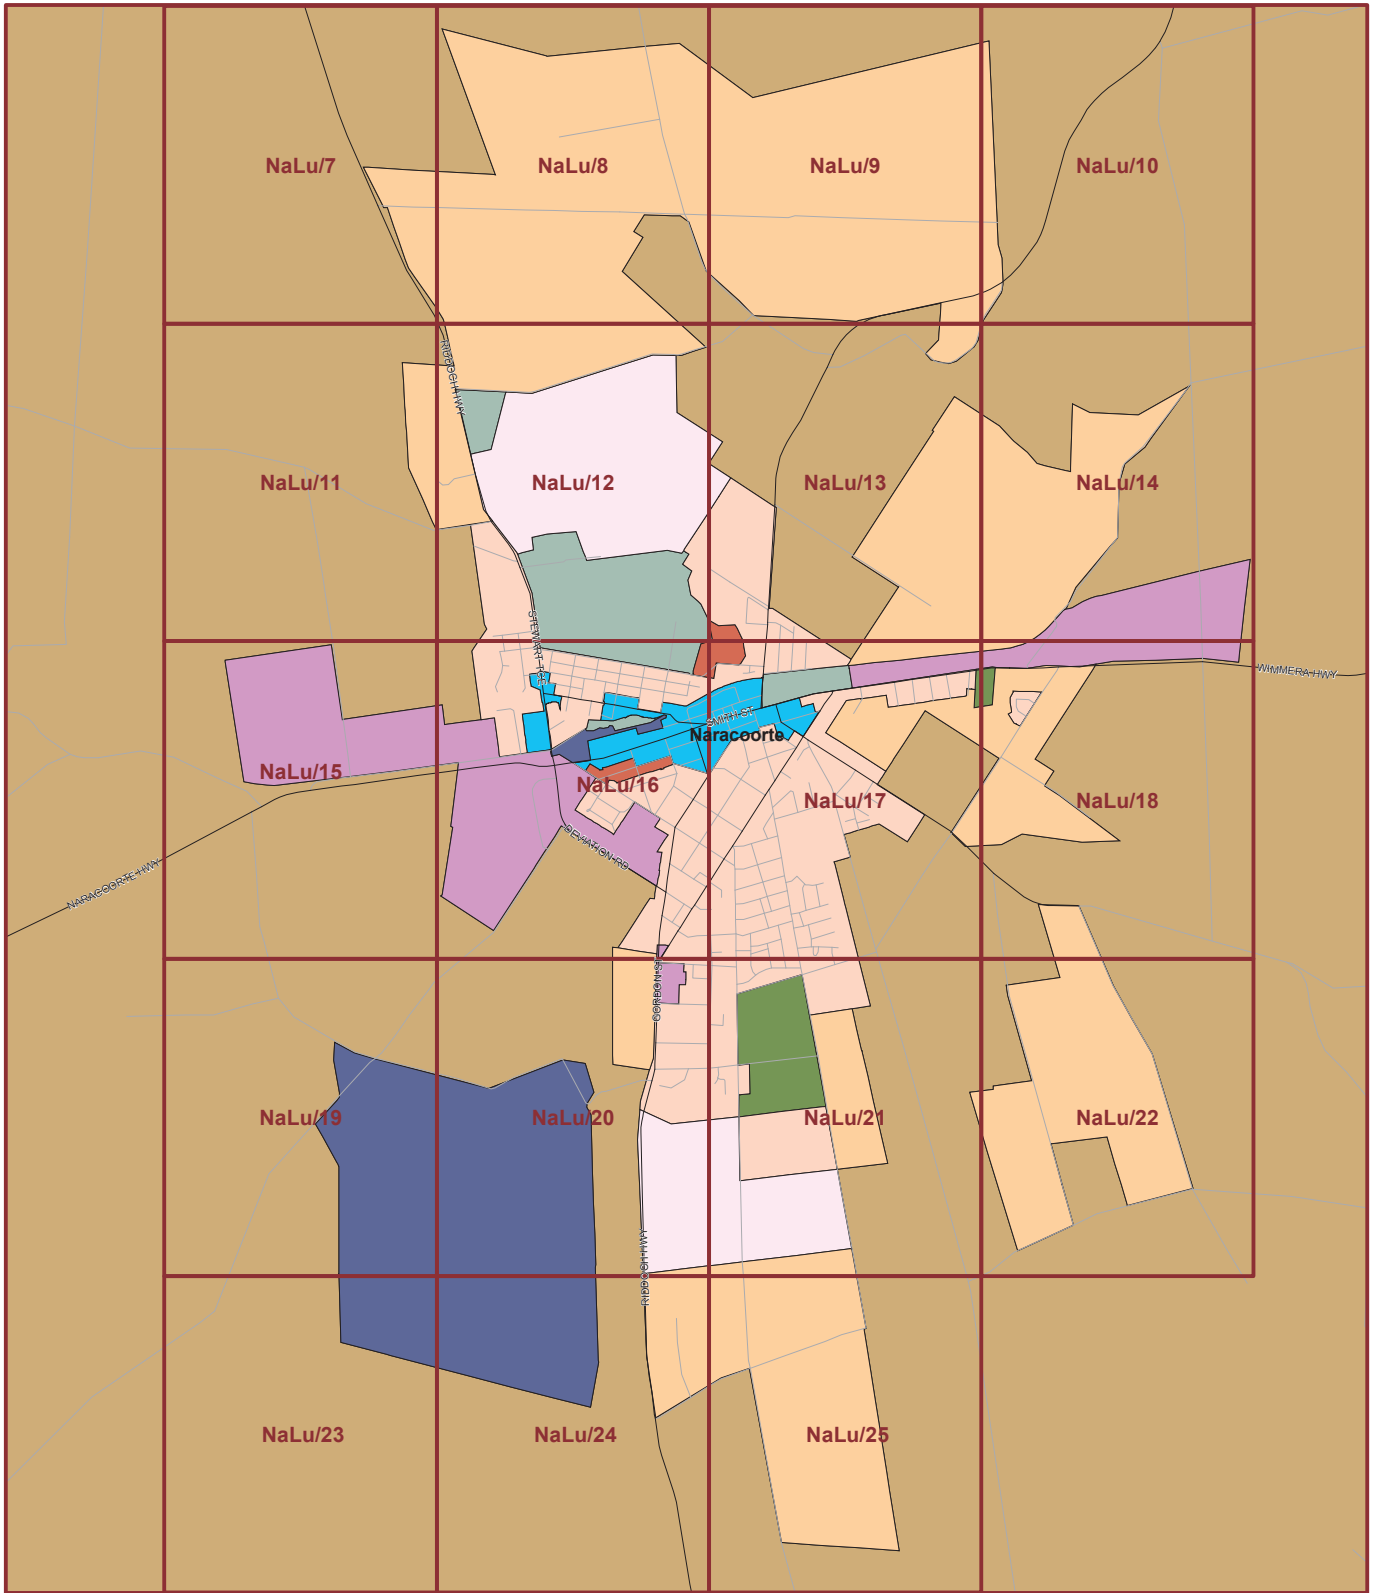 NaLu/7
NaLu/8
NaLu/9
NaLu/10
RIDDOCH HWY
NaLu/11
NaLu/12
NaLu/13
NaLu/14
STEWART TCE
WIMMERA HWY
SMITH ST
Naracoorte
NaLu/15
NaLu/16
NaLu/17
NaLu/18
DEVIATION RD
NARACOORTE HWY
GORDON ST
NaLu/19
NaLu/20
NaLu/21
NaLu/22
RIDDOCH HWY
NaLu/23
NaLu/24
NaLu/25